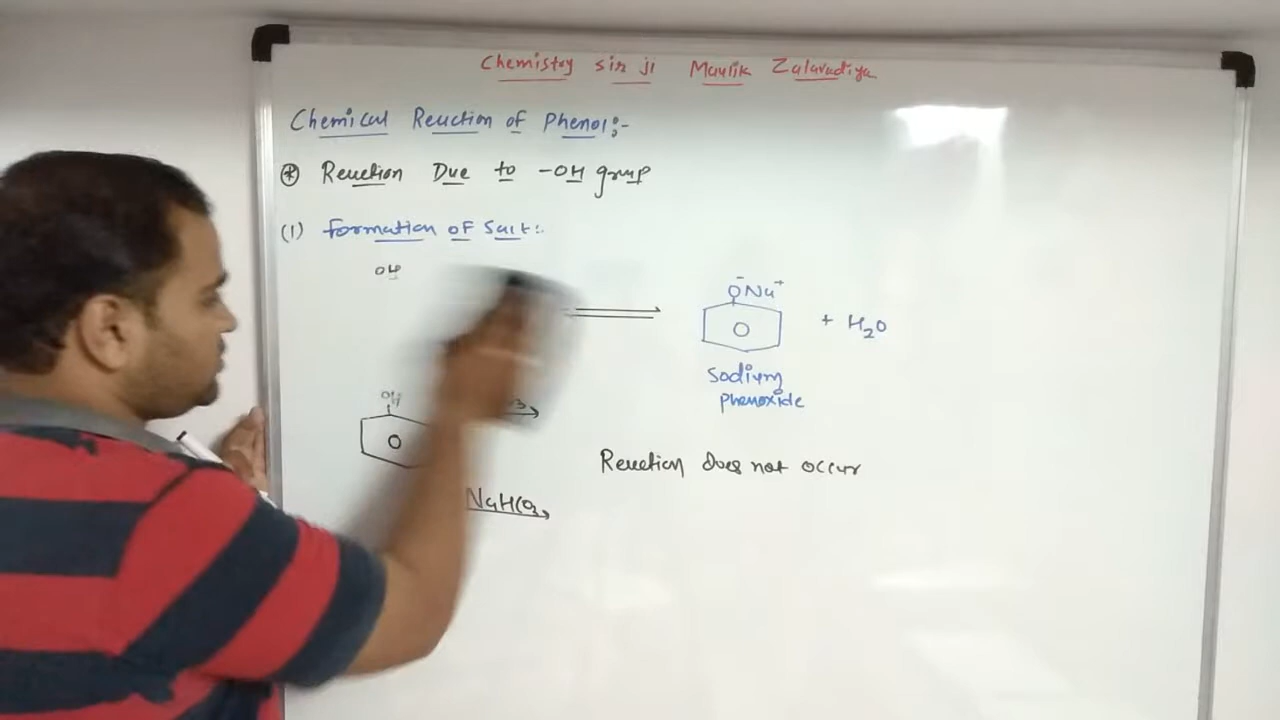 Chemistry sir ji Maulik Zalavadiya
Chemical Reaction of Phenol:-
* Reaction Due to -OH group
(1) formation of Salt:-
OH
ONa
+ H2O
Sodium
phenoxide
OH
Reaction does not occur
NaHCO3